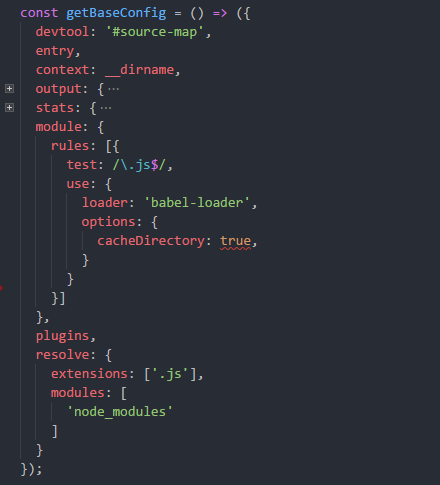 const getBaseConfig = () => ({
  devtool: '#source-map',
  entry,
  context: __dirname,
  output: {···
  stats: {···
  module: {
    rules: [{
      test: /\.js$/,
      use: {
        loader: 'babel-loader',
        options: {
          cacheDirectory: true,
        }
      }
    }]
  },
  plugins,
  resolve: {
    extensions: ['.js'],
    modules: [
      'node_modules'
    ]
  }
});